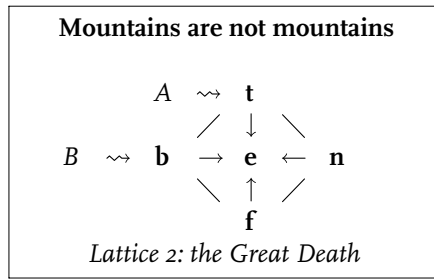 Mountains are not mountains
A ⇝ t
B ⇝ b → e ← n
f
Lattice 2: the Great Death